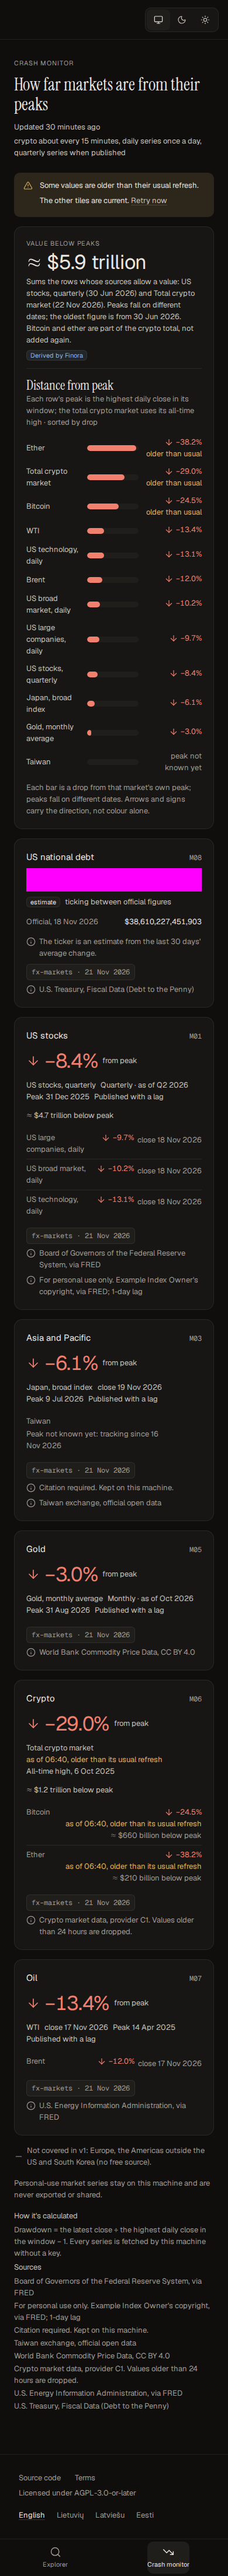 CRASH MONITOR
How far markets are from their
peaks
Updated 30 minutes ago
crypto about every 15 minutes, daily series once a day,
quarterly series when published
Some values are older than their usual refresh.
The other tiles are current. Retry now
VALUE BELOW PEAKS
≈ $5.9 trillion
Sums the rows whose sources allow a value: US
stocks, quarterly (30 Jun 2026) and Total crypto
market (22 Nov 2026). Peaks fall on different
dates; the oldest figure is from 30 Jun 2026.
Bitcoin and ether are part of the crypto total, not
added again.
Derived by Finora
Distance from peak
Each row's peak is the highest daily close in its
window; the total crypto market uses its all-time
high · sorted by drop
Ether
↓ −38.2%
older than usual
Total crypto
market
↓ −29.0%
older than usual
Bitcoin
↓ −24.5%
older than usual
WTI
↓ −13.4%
US technology,
daily
↓ −13.1%
Brent
↓ −12.0%
US broad
market, daily
↓ −10.2%
US large
companies,
daily
↓ −9.7%
US stocks,
quarterly
↓ −8.4%
Japan, broad
index
↓ −6.1%
Gold, monthly
average
↓ −3.0%
Taiwan
peak not
known yet
Each bar is a drop from that market's own peak;
peaks fall on different dates. Arrows and signs
carry the direction, not colour alone.
US national debt M08
estimate ticking between official figures
Official, 18 Nov 2026 $38,610,227,451,903
The ticker is an estimate from the last 30 days'
average change.
fx-markets · 21 Nov 2026
U.S. Treasury, Fiscal Data (Debt to the Penny)
US stocks M01
↓ −8.4% from peak
US stocks, quarterly Quarterly · as of Q2 2026
Peak 31 Dec 2025 Published with a lag
≈ $4.7 trillion below peak
US large
companies, daily
↓ −9.7% close 18 Nov 2026
US broad market,
daily
↓ −10.2% close 18 Nov 2026
US technology,
daily
↓ −13.1% close 18 Nov 2026
fx-markets · 21 Nov 2026
Board of Governors of the Federal Reserve
System, via FRED
For personal use only. Example Index Owner's
copyright, via FRED; 1-day lag
Asia and Pacific M03
↓ −6.1% from peak
Japan, broad index close 19 Nov 2026
Peak 9 Jul 2026 Published with a lag
Taiwan
Peak not known yet: tracking since 16
Nov 2026
fx-markets · 21 Nov 2026
Citation required. Kept on this machine.
Taiwan exchange, official open data
Gold M05
↓ −3.0% from peak
Gold, monthly average Monthly · as of Oct 2026
Peak 31 Aug 2026 Published with a lag
fx-markets · 21 Nov 2026
World Bank Commodity Price Data, CC BY 4.0
Crypto M06
↓ −29.0% from peak
Total crypto market
as of 06:40, older than its usual refresh
All-time high, 6 Oct 2025
≈ $1.2 trillion below peak
Bitcoin ↓ −24.5%
as of 06:40, older than its usual refresh
≈ $660 billion below peak
Ether ↓ −38.2%
as of 06:40, older than its usual refresh
≈ $210 billion below peak
fx-markets · 21 Nov 2026
Crypto market data, provider C1. Values older
than 24 hours are dropped.
Oil M07
↓ −13.4% from peak
WTI close 17 Nov 2026 Peak 14 Apr 2025
Published with a lag
Brent ↓ −12.0% close 17 Nov 2026
fx-markets · 21 Nov 2026
U.S. Energy Information Administration, via
FRED
— Not covered in v1: Europe, the Americas outside the
US and South Korea (no free source).
Personal-use market series stay on this machine and are
never exported or shared.
How it's calculated
Drawdown = the latest close ÷ the highest daily close in
the window − 1. Every series is fetched by this machine
without a key.
Sources
Board of Governors of the Federal Reserve System, via
FRED
For personal use only. Example Index Owner's copyright,
via FRED; 1-day lag
Citation required. Kept on this machine.
Taiwan exchange, official open data
World Bank Commodity Price Data, CC BY 4.0
Crypto market data, provider C1. Values older than 24
hours are dropped.
U.S. Energy Information Administration, via FRED
U.S. Treasury, Fiscal Data (Debt to the Penny)
Source code Terms
Licensed under AGPL-3.0-or-later
English Lietuvių Latviešu Eesti
Explorer Crash monitor